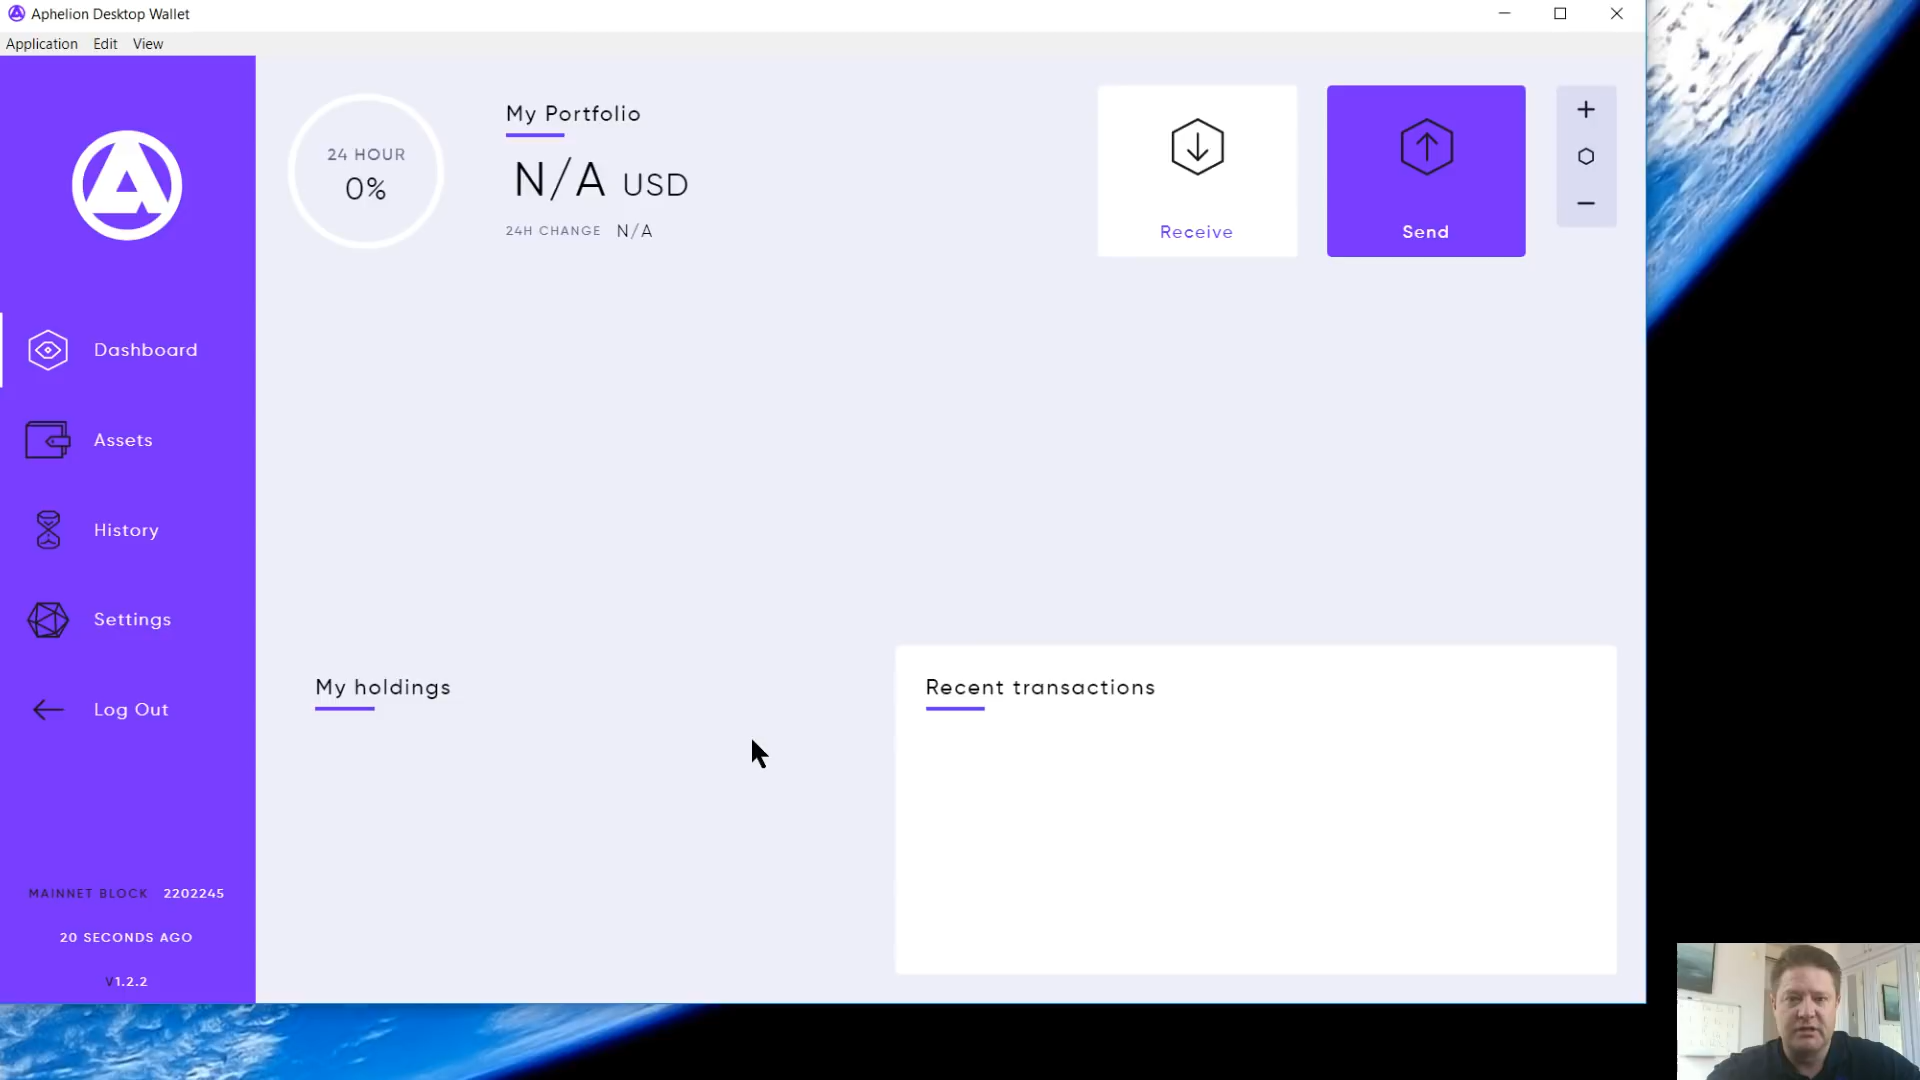 Aphelion Desktop Wallet
Application Edit View
24 HOUR
0%
My Portfolio
N/A USD
24H CHANGE N/A
Receive
Send
Dashboard
Assets
History
Settings
Log Out
My holdings
Recent transactions
MAINNET BLOCK 2202245
20 SECONDS AGO
V1.2.2